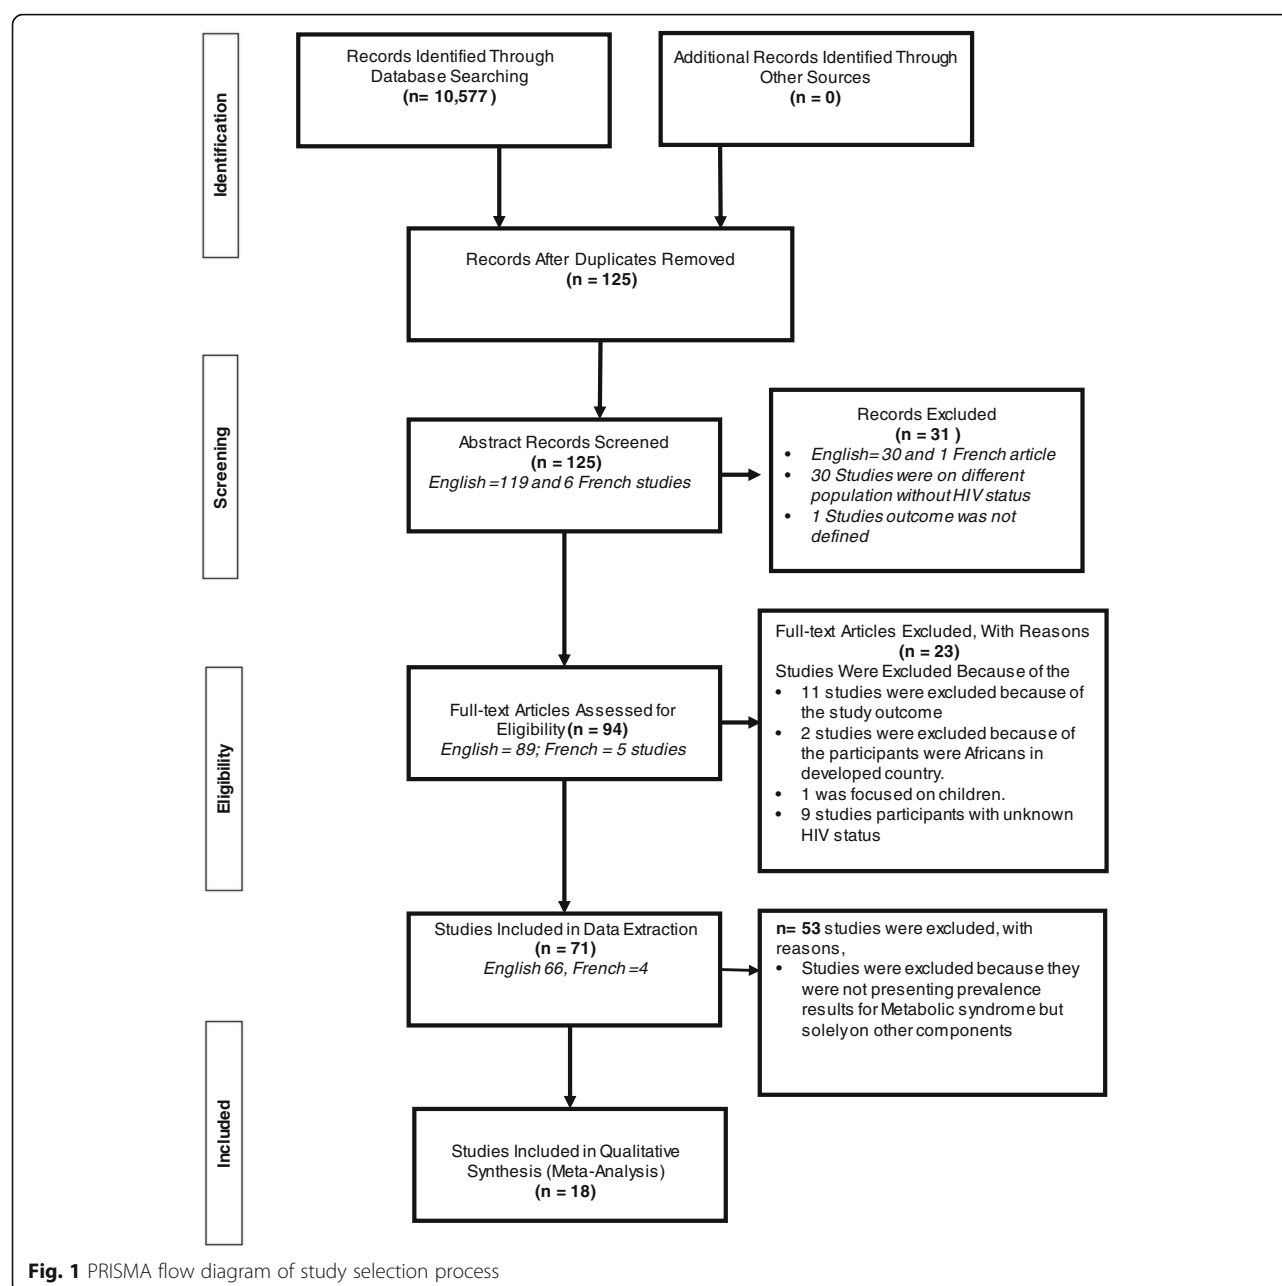 Identification
Records Identified Through
Database Searching
(n= 10,577 )
Additional Records Identified Through
Other Sources
(n = 0)
Records After Duplicates Removed
(n = 125)
Screening
Abstract Records Screened
(n = 125)
English =119 and 6 French studies
Records Excluded
(n = 31 )
• English= 30 and 1 French article
• 30 Studies were on different
population without HIV status
• 1 Studies outcome was not
defined
Eligibility
Full-text Articles Assessed for
Eligibility (n = 94)
English = 89; French = 5 studies
Full-text Articles Excluded, With Reasons
(n = 23)
Studies Were Excluded Because of the
• 11 studies were excluded because of
the study outcome
• 2 studies were excluded because of
the participants were Africans in
developed country.
• 1 was focused on children.
• 9 studies participants with unknown
HIV status
Studies Included in Data Extraction
(n = 71)
English 66, French =4
n= 53 studies were excluded, with
reasons,
• Studies were excluded because they
were not presenting prevalence
results for Metabolic syndrome but
solely on other components
Included
Studies Included in Qualitative
Synthesis (Meta-Analysis)
(n = 18)
Fig. 1 PRISMA flow diagram of study selection process